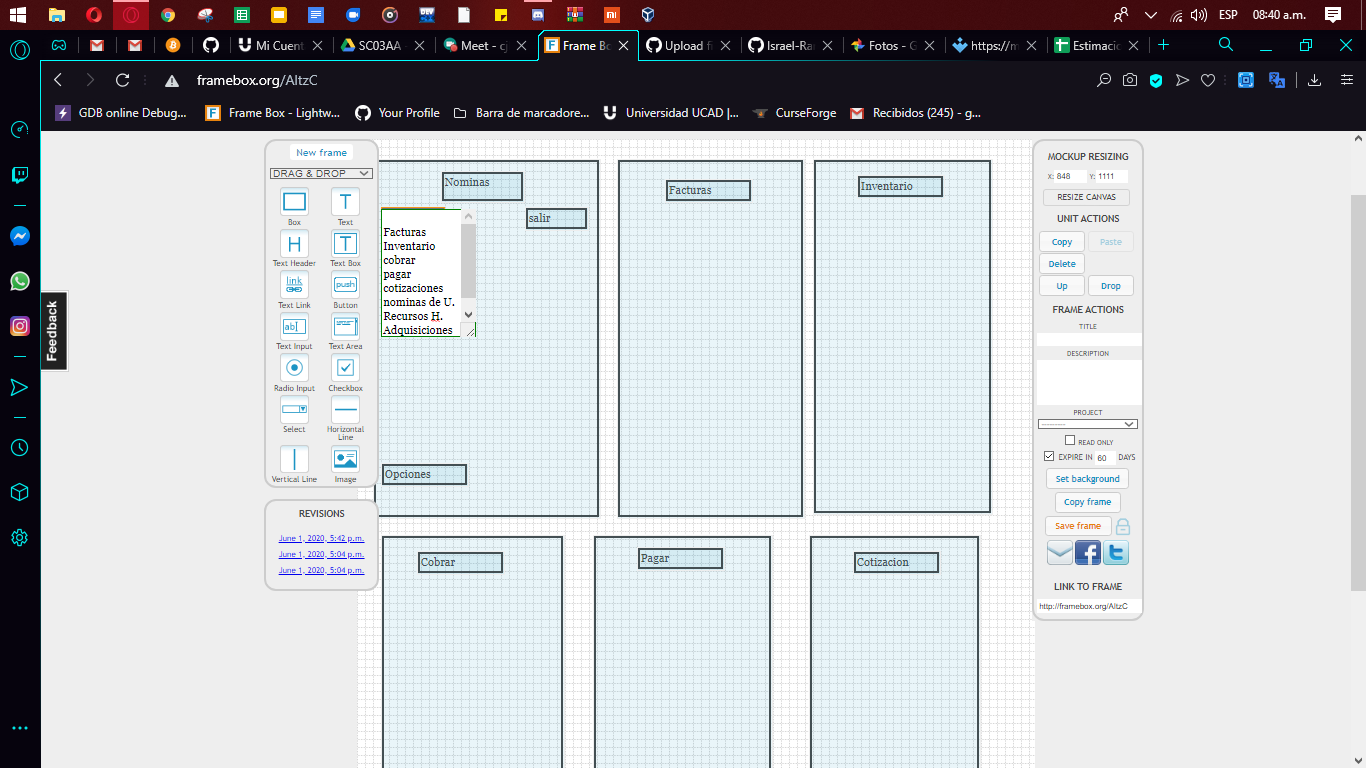 ESP 08:40 a.m.
Mi Cuent
SC03AA
Meet - cj
Frame Bo
Upload fi
Israel-Ra
Fotos - G
https://m
Estimacio
framebox.org/AltzC
GDB online Debug...
Frame Box - Lightw...
Your Profile
Barra de marcadore...
Universidad UCAD |...
CurseForge
Recibidos (245) - g...
Feedback
New frame
DRAG & DROP
Box
Text
Text Header
Text Box
Text Link
Button
Text Input
Text Area
Radio Input
Checkbox
Select
Horizontal Line
Vertical Line
Image
REVISIONS
June 1, 2020, 5:42 p.m.
June 1, 2020, 5:04 p.m.
June 1, 2020, 5:04 p.m.
Nominas
salir
Facturas
Inventario
cobrar
pagar
cotizaciones
nominas de U.
Recursos H.
Adquisiciones
Opciones
Facturas
Inventario
Cobrar
Pagar
Cotizacion
MOCKUP RESIZING
X: 848 Y: 1111
RESIZE CANVAS
UNIT ACTIONS
Copy Paste
Delete
Up Drop
FRAME ACTIONS
TITLE
DESCRIPTION
PROJECT
---------
READ ONLY
EXPIRE IN 60 DAYS
Set background
Copy frame
Save frame
LINK TO FRAME
http://framebox.org/AltzC